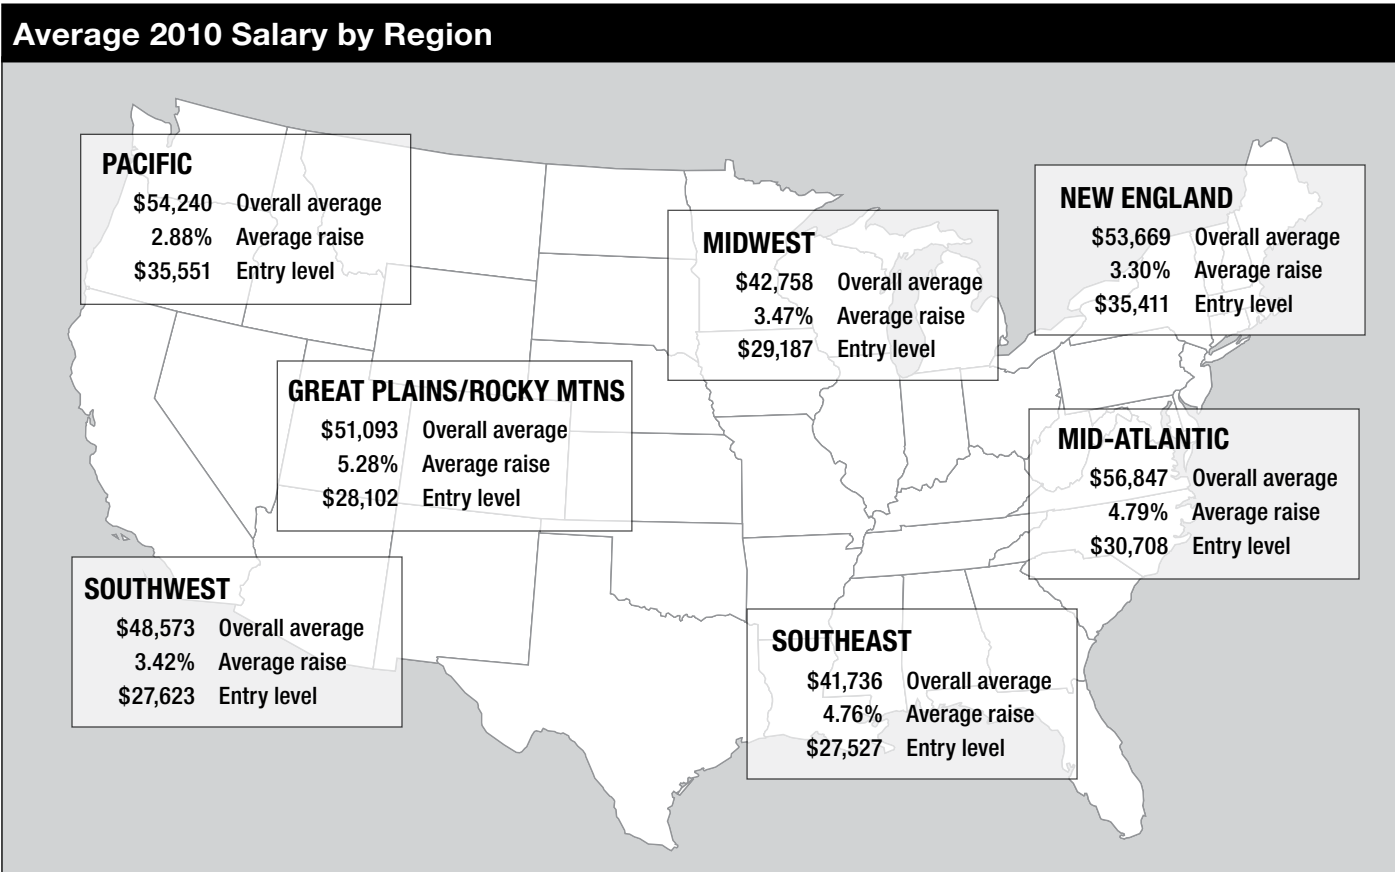 Average 2010 Salary by Region
PACIFIC
$54,240 Overall average
2.88% Average raise
$35,551 Entry level
NEW ENGLAND
$53,669 Overall average
3.30% Average raise
$35,411 Entry level
MIDWEST
$42,758 Overall average
3.47% Average raise
$29,187 Entry level
GREAT PLAINS/ROCKY MTNS
$51,093 Overall average
5.28% Average raise
$28,102 Entry level
MID-ATLANTIC
$56,847 Overall average
4.79% Average raise
$30,708 Entry level
SOUTHWEST
$48,573 Overall average
3.42% Average raise
$27,623 Entry level
SOUTHEAST
$41,736 Overall average
4.76% Average raise
$27,527 Entry level